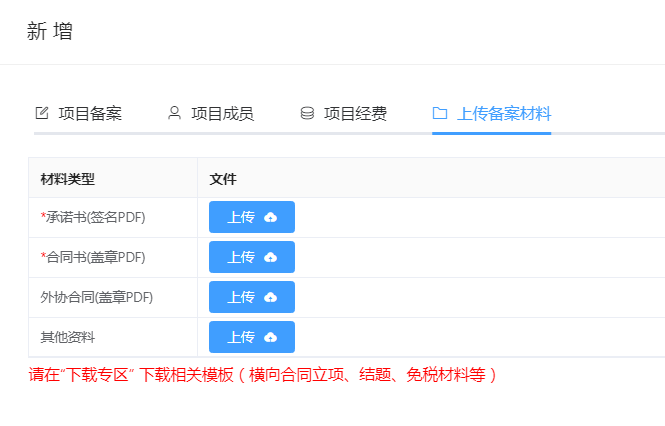 新 增
项目备案 项目成员 项目经费 上传备案材料
材料类型 文件
*承诺书(签名PDF) 上传
*合同书(盖章PDF) 上传
外协合同(盖章PDF) 上传
其他资料 上传
请在“下载专区” 下载相关模板（横向合同立项、结题、免税材料等）